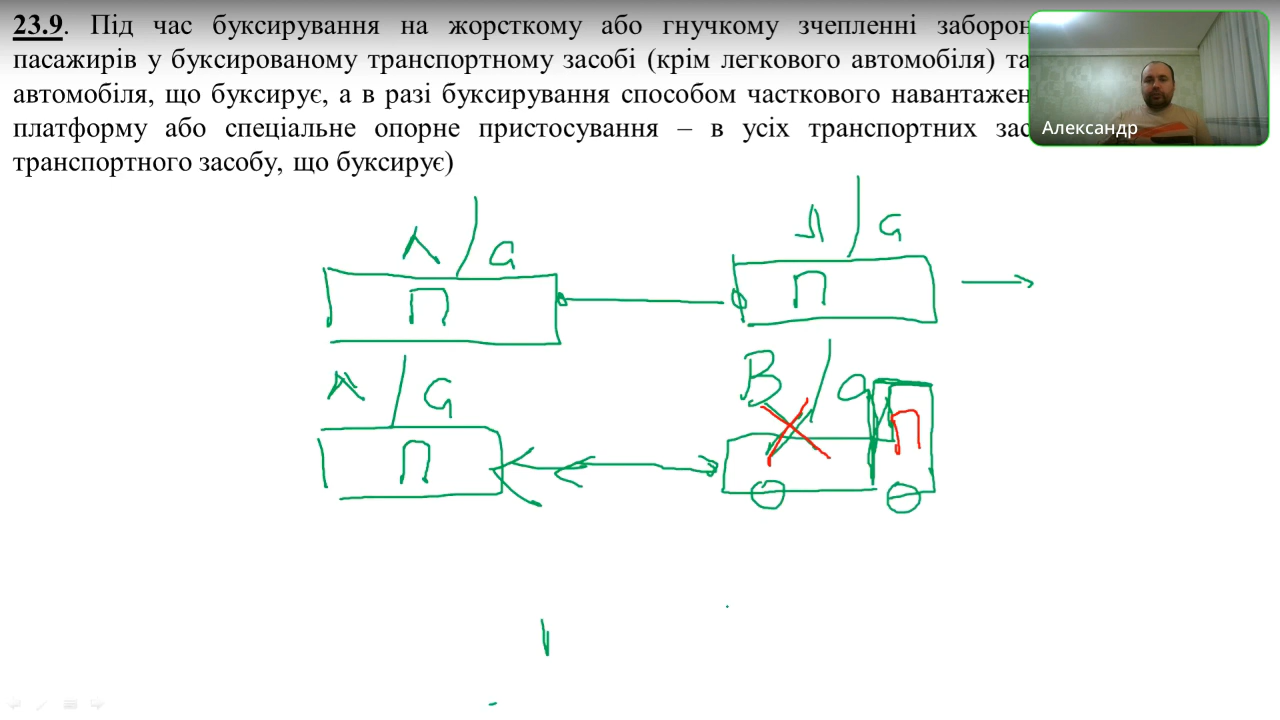 23.9. Під час буксирування на жорсткому або гнучкому зчепленні заборон
пасажирів у буксированому транспортному засобі (крім легкового автомобіля) та
автомобіля, що буксирує, а в разі буксирування способом часткового навантажен
платформу або спеціальне опорне пристосування – в усіх транспортних зас
транспортного засобу, що буксирує)
Александр
Л / G
Л / G
П
П
Л / G
В /
П
П